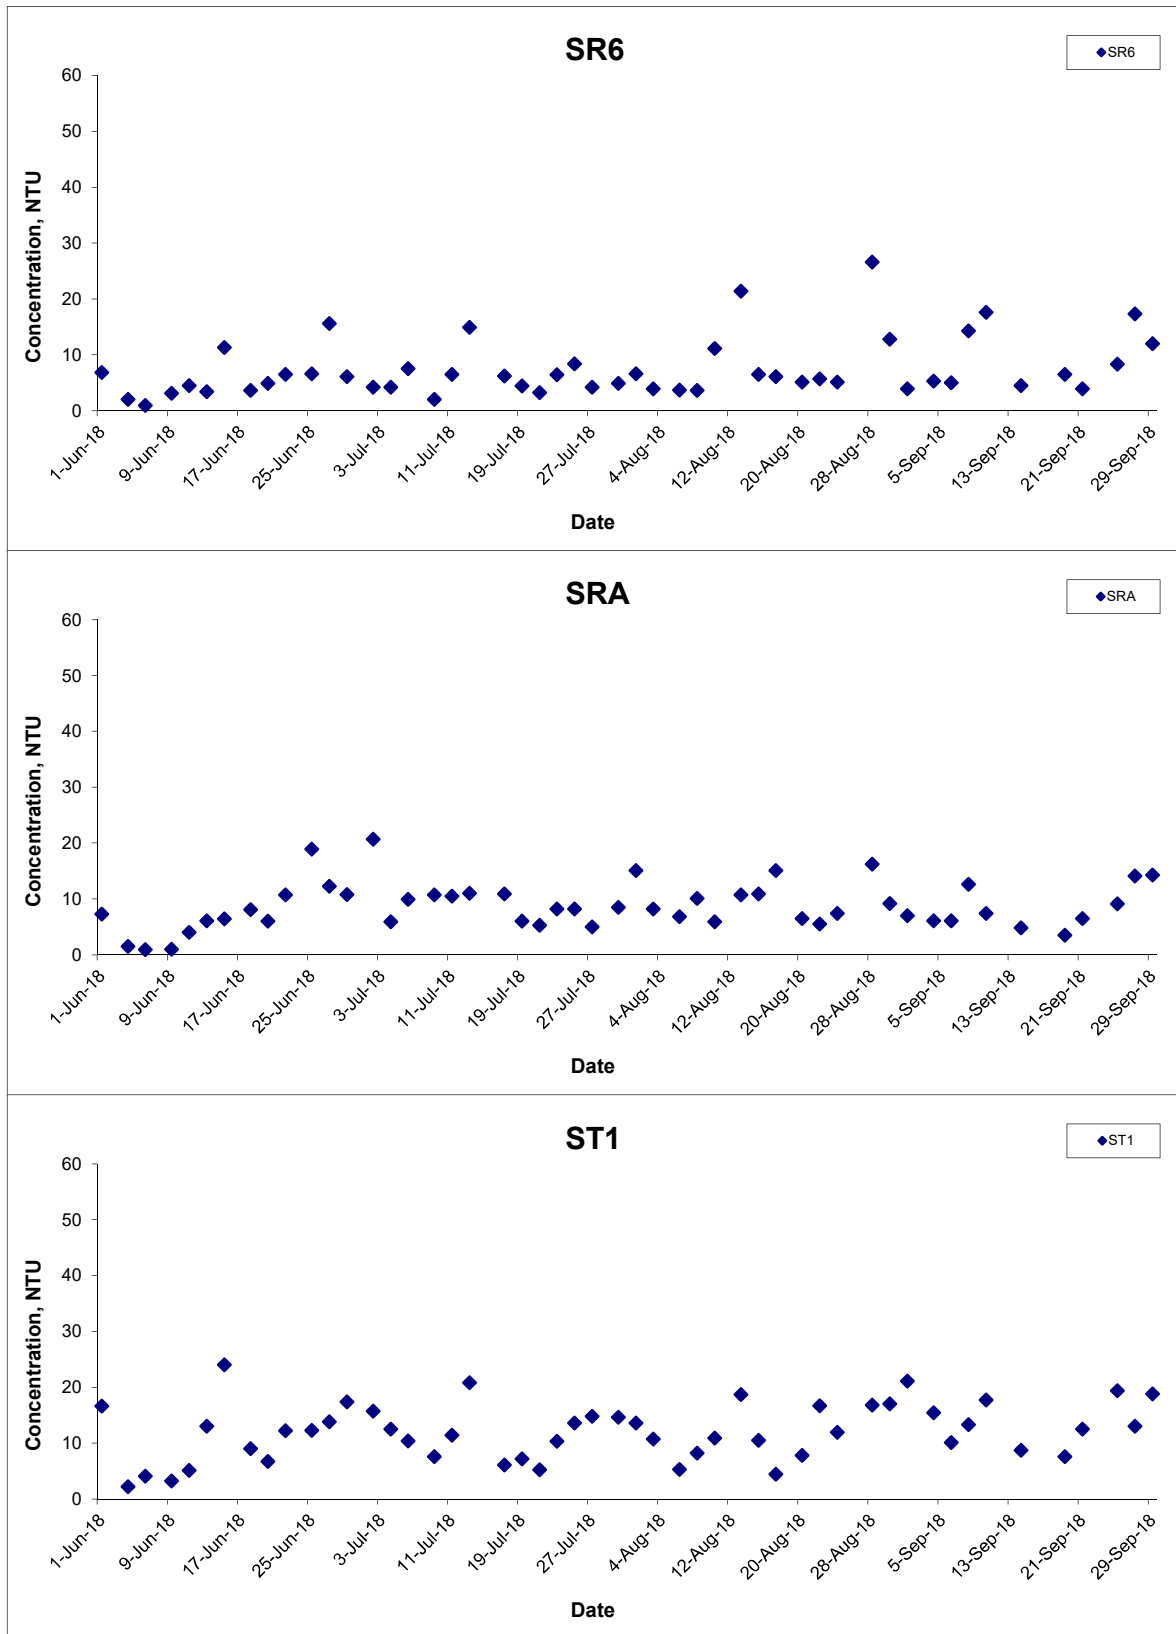 SR6
SR6
60
50
40
30
20
10
0
Concentration, NTU
1-Jun-18
9-Jun-18
17-Jun-18
25-Jun-18
3-Jul-18
11-Jul-18
19-Jul-18
27-Jul-18
4-Aug-18
12-Aug-18
20-Aug-18
28-Aug-18
5-Sep-18
13-Sep-18
21-Sep-18
29-Sep-18
Date
SRA
SRA
60
50
40
30
20
10
0
Concentration, NTU
1-Jun-18
9-Jun-18
17-Jun-18
25-Jun-18
3-Jul-18
11-Jul-18
19-Jul-18
27-Jul-18
4-Aug-18
12-Aug-18
20-Aug-18
28-Aug-18
5-Sep-18
13-Sep-18
21-Sep-18
29-Sep-18
Date
ST1
ST1
60
50
40
30
20
10
0
Concentration, NTU
1-Jun-18
9-Jun-18
17-Jun-18
25-Jun-18
3-Jul-18
11-Jul-18
19-Jul-18
27-Jul-18
4-Aug-18
12-Aug-18
20-Aug-18
28-Aug-18
5-Sep-18
13-Sep-18
21-Sep-18
29-Sep-18
Date